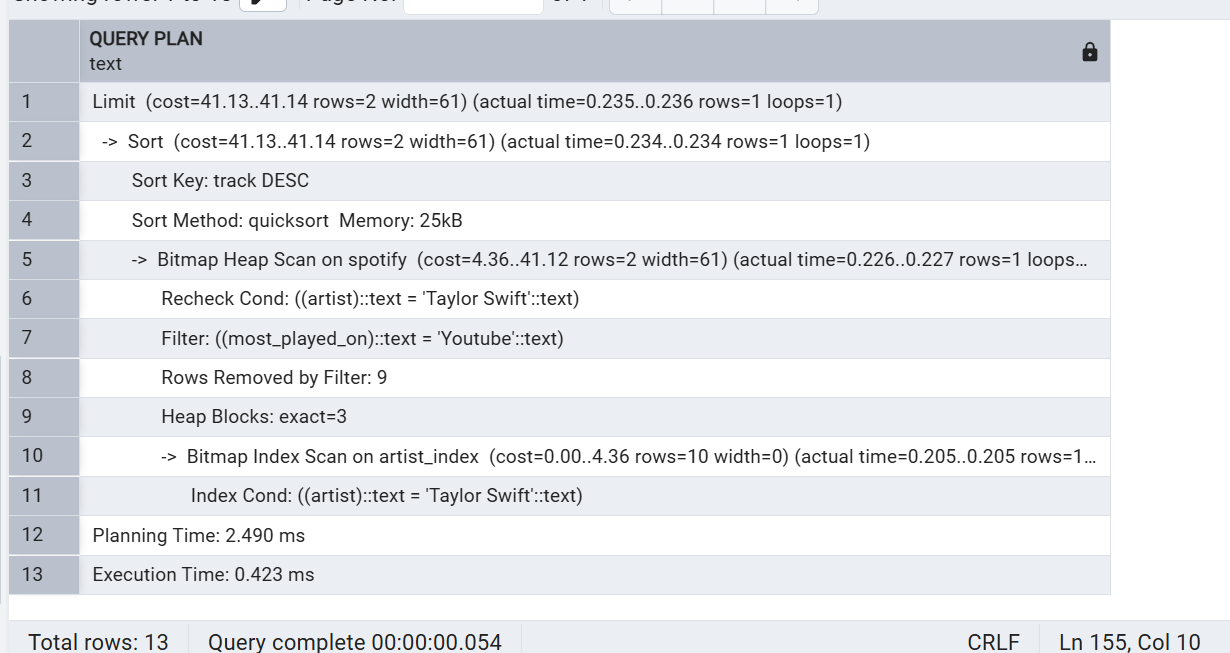 QUERY PLAN
text
1 Limit (cost=41.13..41.14 rows=2 width=61) (actual time=0.235..0.236 rows=1 loops=1)
2 -> Sort (cost=41.13..41.14 rows=2 width=61) (actual time=0.234..0.234 rows=1 loops=1)
3 Sort Key: track DESC
4 Sort Method: quicksort Memory: 25kB
5 -> Bitmap Heap Scan on spotify (cost=4.36..41.12 rows=2 width=61) (actual time=0.226..0.227 rows=1 loops...
6 Recheck Cond: ((artist)::text = 'Taylor Swift'::text)
7 Filter: ((most_played_on)::text = 'Youtube'::text)
8 Rows Removed by Filter: 9
9 Heap Blocks: exact=3
10 -> Bitmap Index Scan on artist_index (cost=0.00..4.36 rows=10 width=0) (actual time=0.205..0.205 rows=1...
11 Index Cond: ((artist)::text = 'Taylor Swift'::text)
12 Planning Time: 2.490 ms
13 Execution Time: 0.423 ms
Total rows: 13 Query complete 00:00:00.054 CRLF Ln 155, Col 10